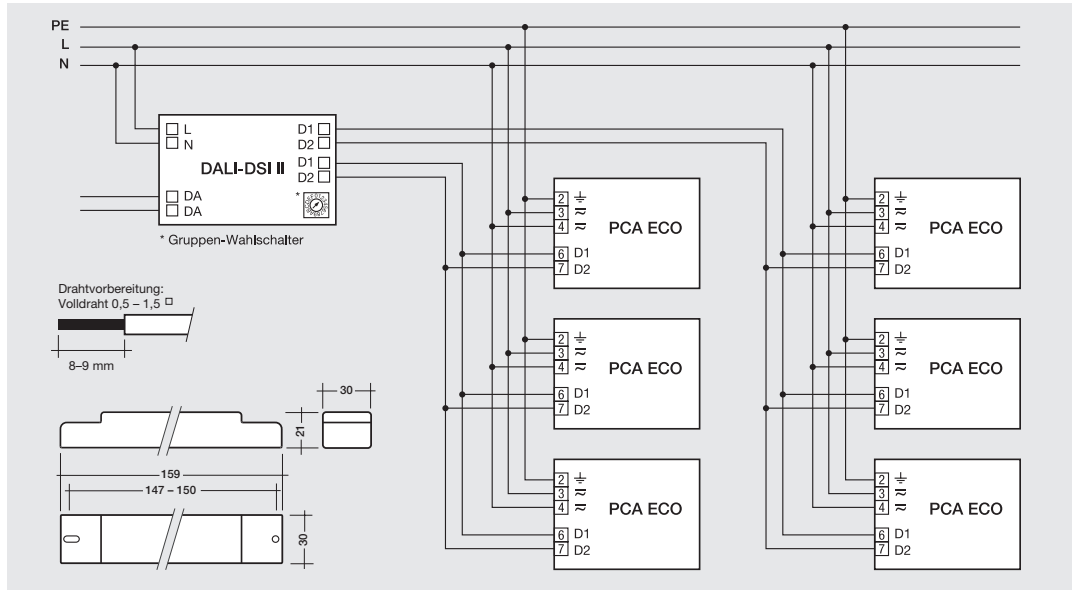 PE
L
N
L
N
D1
D2
DALI-DSI II
D1
D2
DA
DA
*
* Gruppen-Wahlschalter
2
3
4
PCA ECO
6 D1
7 D2
2
3
4
PCA ECO
6 D1
7 D2
Drahtvorbereitung:
Volldraht 0,5 – 1,5
8–9 mm
2
3
4
PCA ECO
6 D1
7 D2
2
3
4
PCA ECO
6 D1
7 D2
30
21
159
147 – 150
30
2
3
4
PCA ECO
6 D1
7 D2
2
3
4
PCA ECO
6 D1
7 D2